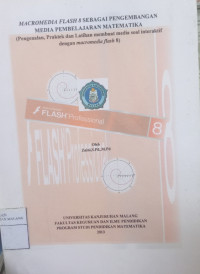 MACROMEDIA FLASH 8 SEBAGAI PENGEMBANGAN
MEDIA PEMBELAJARAN MATEMATIKA
(Pengenalan, Praktek dan Latihan membuat media soal interaktif
dengan macromedia flash 8)
FLASH Professional
8
Oleh
UNIVERSITAS KANJURUHAN MALANG
FAKULTAS KEGURUAN DAN ILMU PENDIDIKAN
PROGRAM STUDI PENDIDIKAN MATEMATIKA